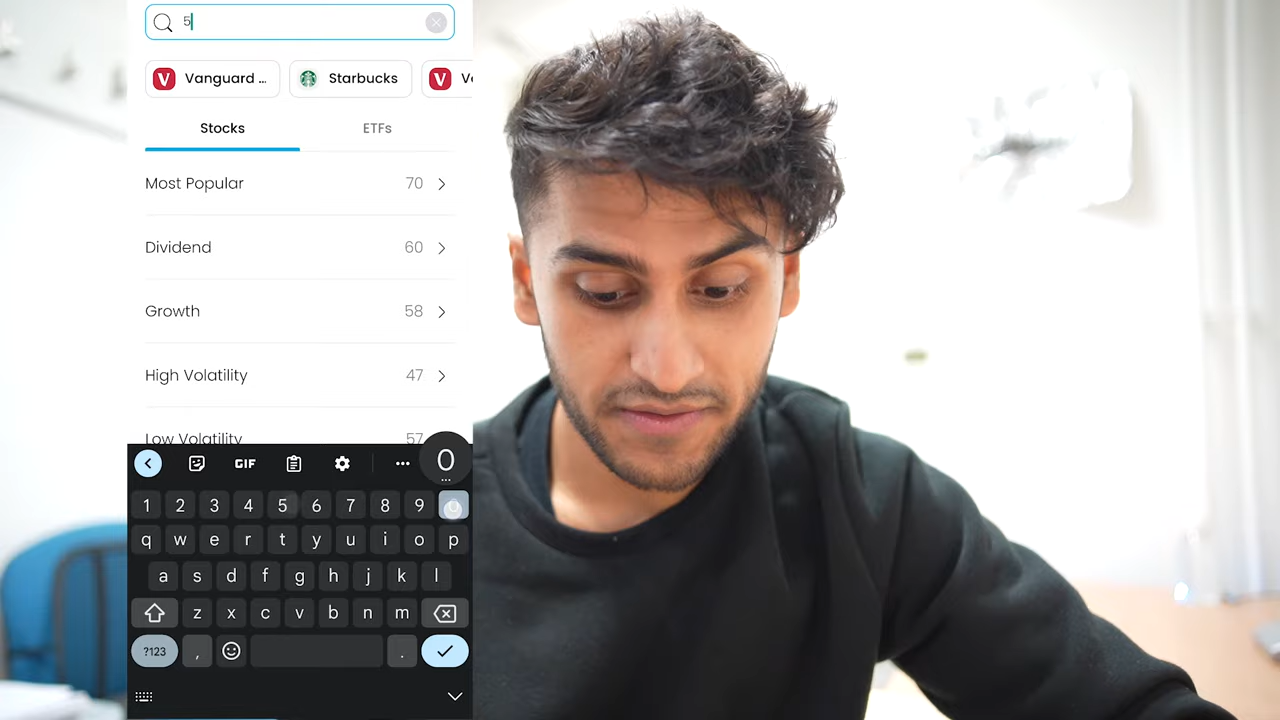 5
Vanguard ...
Starbucks
Stocks
ETFs
Most Popular 70
Dividend 60
Growth 58
High Volatility 47
Low Volatility 57
GIF
0
1 2 3 4 5 6 7 8 9 0
q w e r t y u i o p
a s d f g h j k l
z x c v b n m
?123 , .